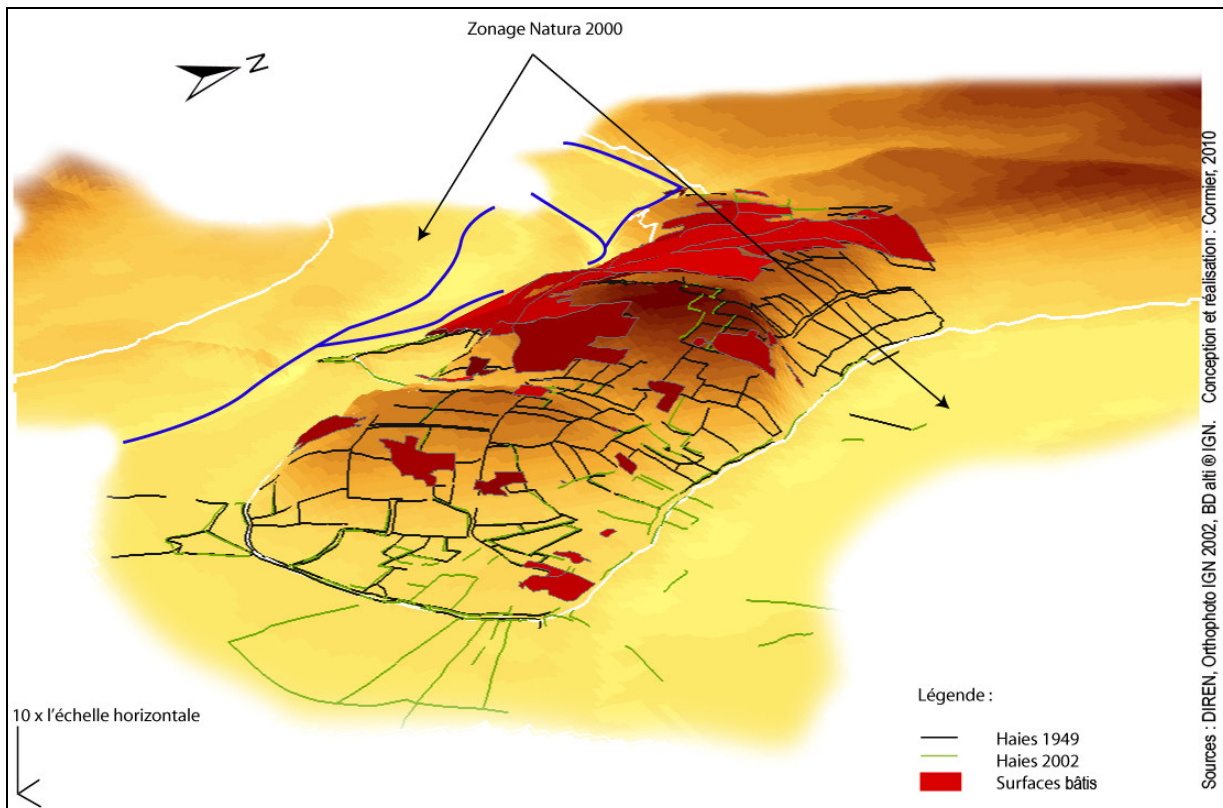 Zonage Natura 2000
N
10 x l'échelle horizontale
Légende :
Haies 1949
Haies 2002
Surfaces bâtis
Sources : DIREN, Orthophoto IGN 2002, BD alti ® IGN. Conception et réalisation : Cormier, 2010